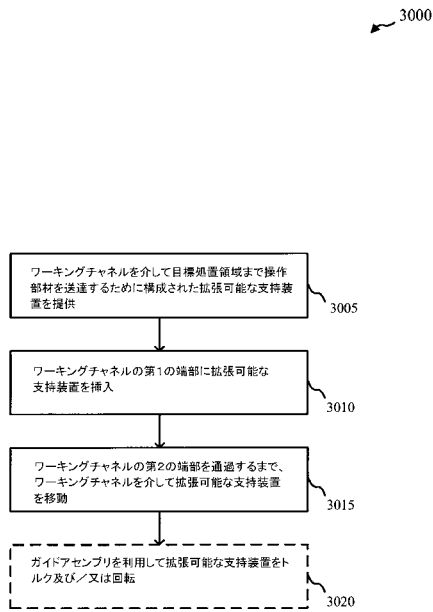 3000
ワーキングチャネルを介して目標処置領域まで操作
部材を送達するために構成された拡張可能な支持装
置を提供
3005
ワーキングチャネルの第1の端部に拡張可能な
支持装置を挿入
3010
ワーキングチャネルの第2の端部を通過するまで、
ワーキングチャネルを介して拡張可能な支持装置
を移動
3015
ガイドアセンブリを利用して拡張可能な支持装置をト
ルク及び/又は回転
3020